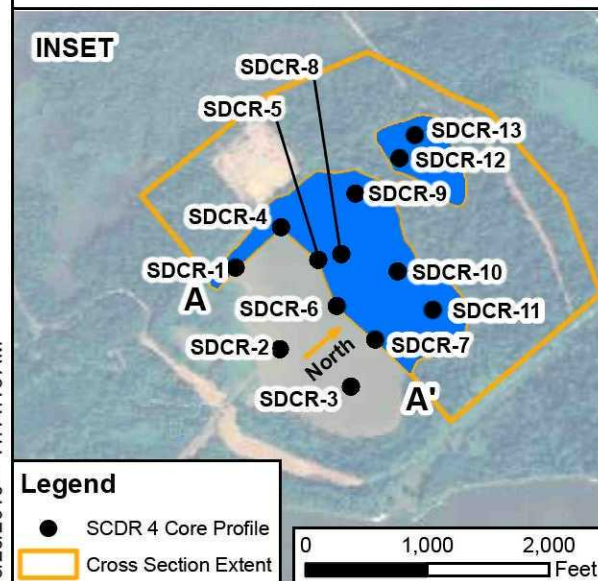 INSET
SDCR-8
SDCR-5
SDCR-13
SDCR-12
SDCR-9
SDCR-4
SDCR-1
A
SDCR-10
SDCR-6
SDCR-11
SDCR-2
North
SDCR-7
SDCR-3
A'
Legend
SCDR 4 Core Profile
Cross Section Extent
0 1,000 2,000
Feet